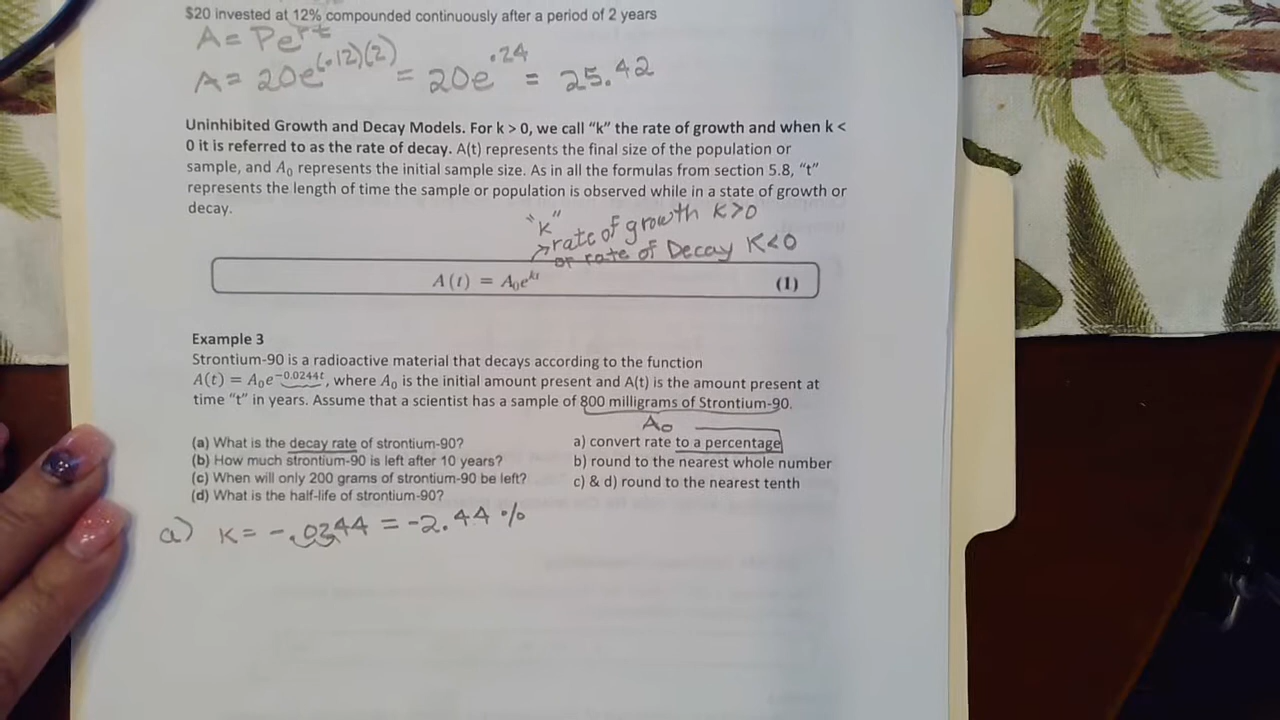 $20 invested at 12% compounded continuously after a period of 2 years
A = Pe^rt
A = 20e^(.12)(2) = 20e^.24 = 25.42
Uninhibited Growth and Decay Models. For k > 0, we call “k” the rate of growth and when k <
0 it is referred to as the rate of decay. A(t) represents the final size of the population or
sample, and A₀ represents the initial sample size. As in all the formulas from section 5.8, “t”
represents the length of time the sample or population is observed while in a state of growth or
decay.
"K"
rate of growth K>0
or rate of Decay K<0
A(t) = A₀e^kt (1)
Example 3
Strontium-90 is a radioactive material that decays according to the function
A(t) = A₀e^−0.0244t, where A₀ is the initial amount present and A(t) is the amount present at
time “t” in years. Assume that a scientist has a sample of 800 milligrams of Strontium-90.
A₀
(a) What is the decay rate of strontium-90? a) convert rate to a percentage
(b) How much strontium-90 is left after 10 years? b) round to the nearest whole number
(c) When will only 200 grams of strontium-90 be left? c) & d) round to the nearest tenth
(d) What is the half-life of strontium-90?
a) K = -.0244 = -2.44 %